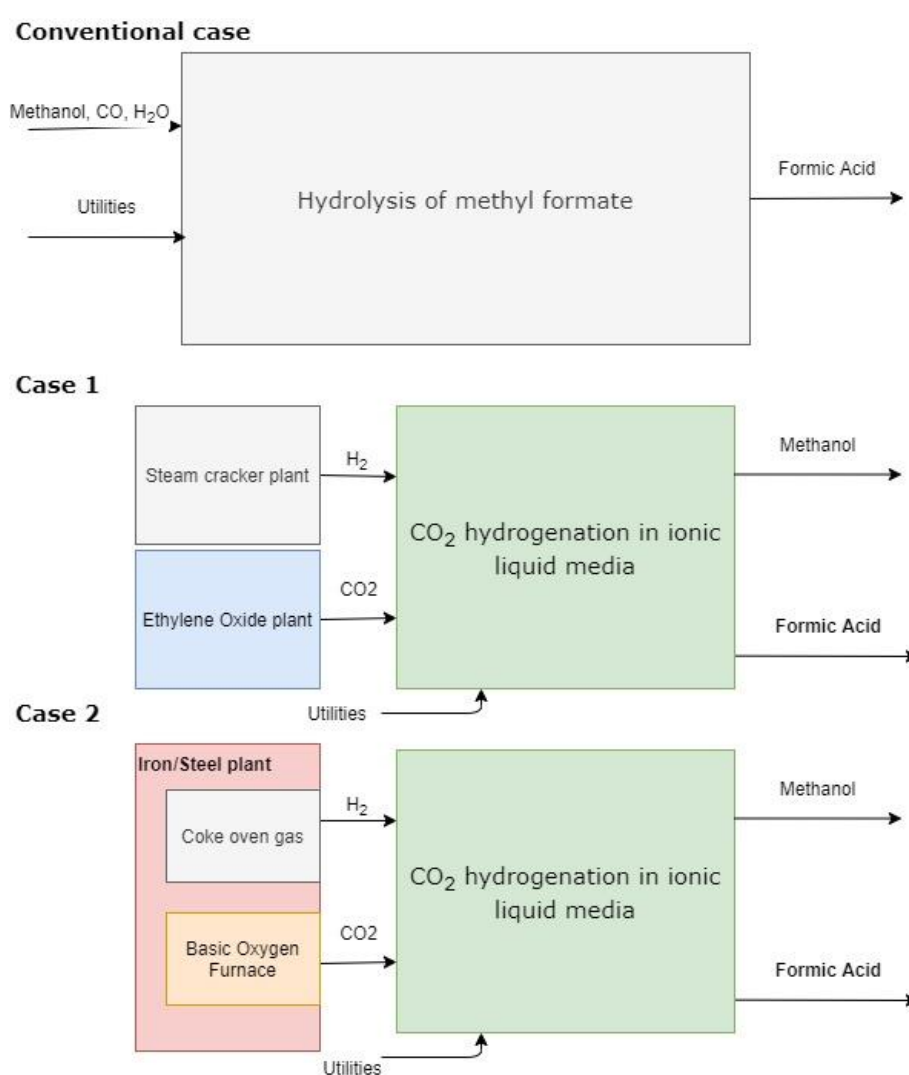 Conventional case
Methanol, CO, H₂O
Utilities
Hydrolysis of methyl formate
Formic Acid
Case 1
Steam cracker plant
H₂
Ethylene Oxide plant
CO2
Utilities
CO₂ hydrogenation in ionic
liquid media
Methanol
Formic Acid
Case 2
Iron/Steel plant
Coke oven gas
H₂
Basic Oxygen
Furnace
CO2
Utilities
CO₂ hydrogenation in ionic
liquid media
Methanol
Formic Acid